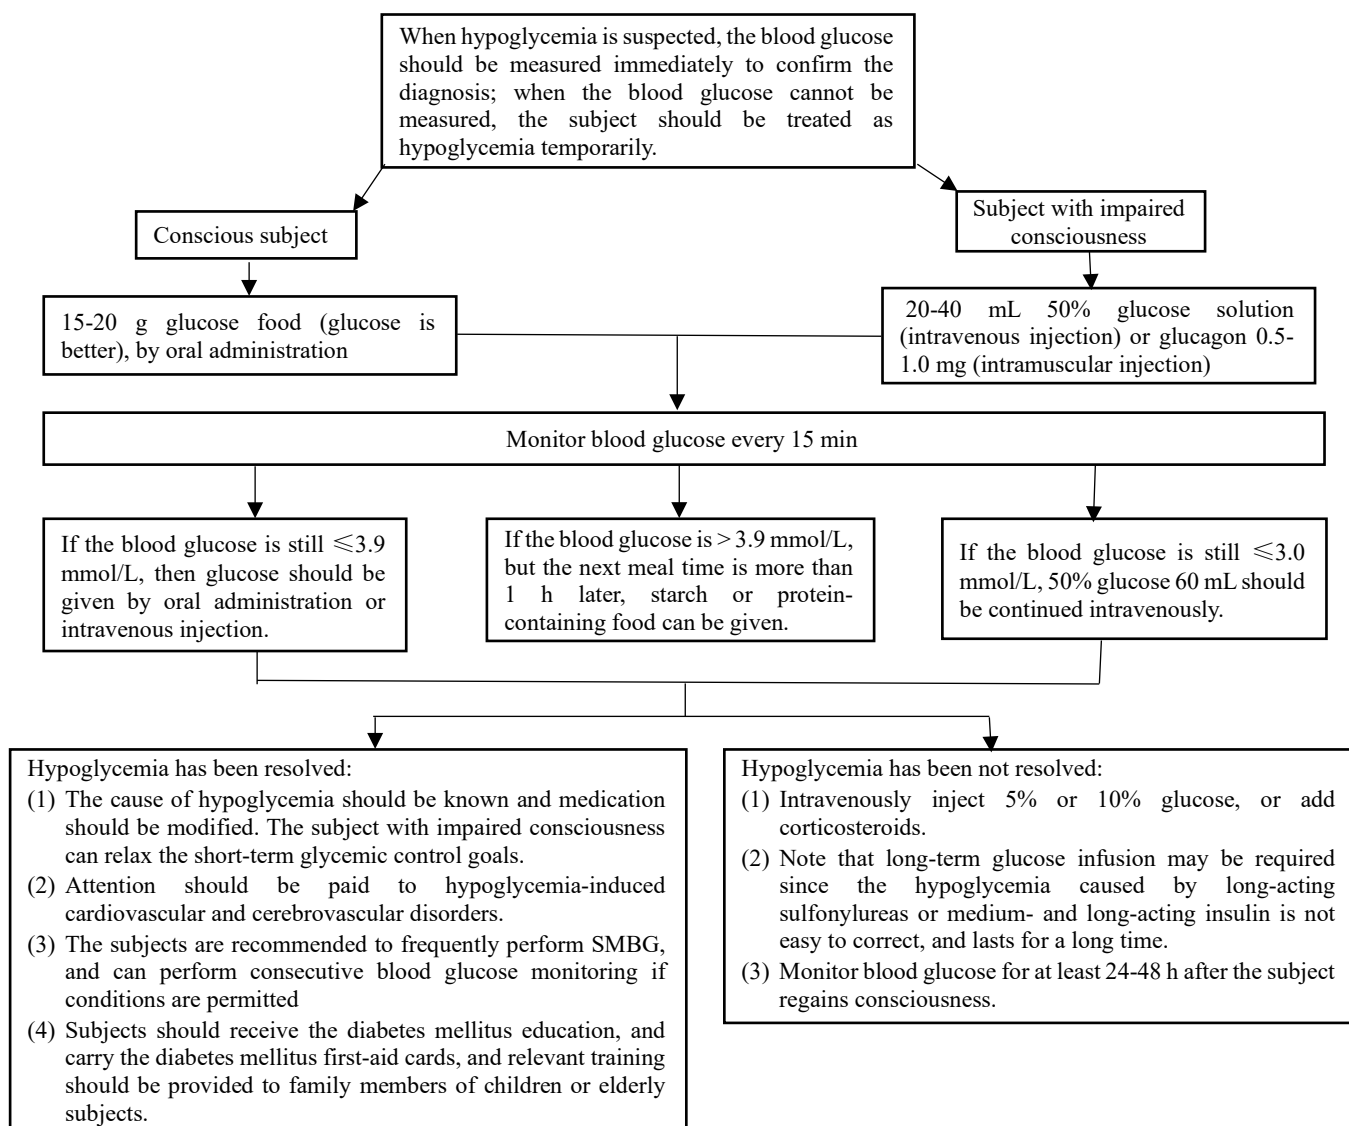 When hypoglycemia is suspected, the blood glucose
should be measured immediately to confirm the
diagnosis; when the blood glucose cannot be
measured, the subject should be treated as
hypoglycemia temporarily.
Conscious subject
Subject with impaired
consciousness
15-20 g glucose food (glucose is
better), by oral administration
20-40 mL 50% glucose solution
(intravenous injection) or glucagon 0.5-
1.0 mg (intramuscular injection)
Monitor blood glucose every 15 min
If the blood glucose is still ≤3.9
mmol/L, then glucose should be
given by oral administration or
intravenous injection.
If the blood glucose is > 3.9 mmol/L,
but the next meal time is more than
1 h later, starch or protein-
containing food can be given.
If the blood glucose is still ≤3.0
mmol/L, 50% glucose 60 mL should
be continued intravenously.
Hypoglycemia has been resolved:
(1) The cause of hypoglycemia should be known and medication
should be modified. The subject with impaired consciousness
can relax the short-term glycemic control goals.
(2) Attention should be paid to hypoglycemia-induced
cardiovascular and cerebrovascular disorders.
(3) The subjects are recommended to frequently perform SMBG,
and can perform consecutive blood glucose monitoring if
conditions are permitted
(4) Subjects should receive the diabetes mellitus education, and
carry the diabetes mellitus first-aid cards, and relevant training
should be provided to family members of children or elderly
subjects.
Hypoglycemia has been not resolved:
(1) Intravenously inject 5% or 10% glucose, or add
corticosteroids.
(2) Note that long-term glucose infusion may be required
since the hypoglycemia caused by long-acting
sulfonylureas or medium- and long-acting insulin is not
easy to correct, and lasts for a long time.
(3) Monitor blood glucose for at least 24-48 h after the subject
regains consciousness.